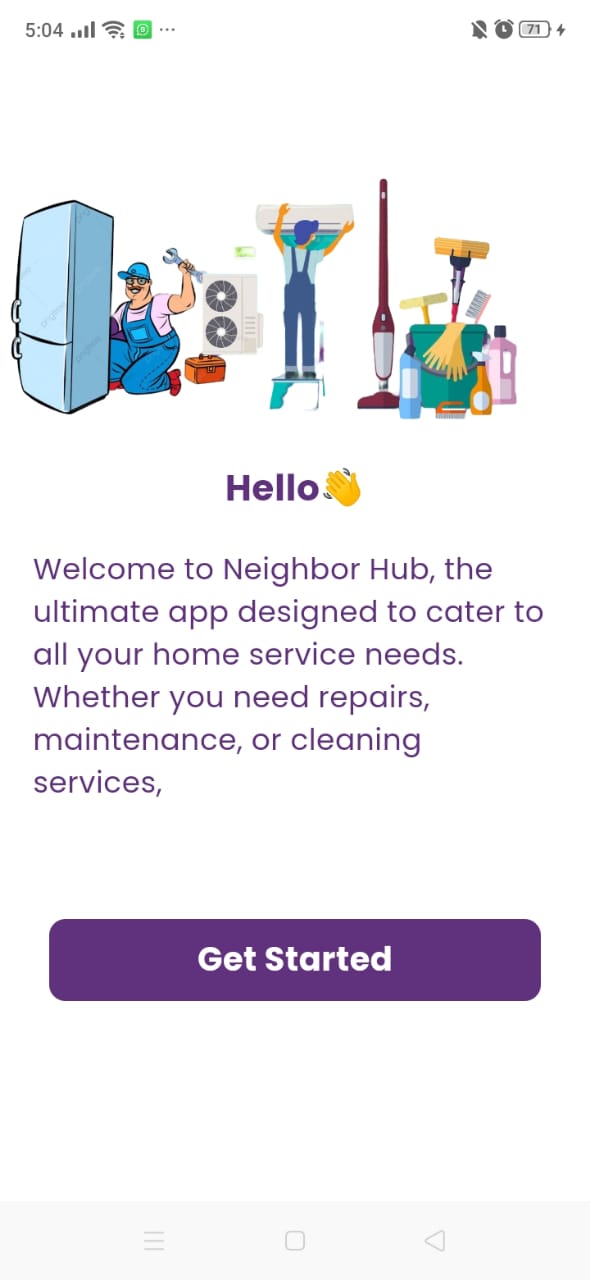 5:04
71
Hello👋
Welcome to Neighbor Hub, the
ultimate app designed to cater to
all your home service needs.
Whether you need repairs,
maintenance, or cleaning
services,
Get Started